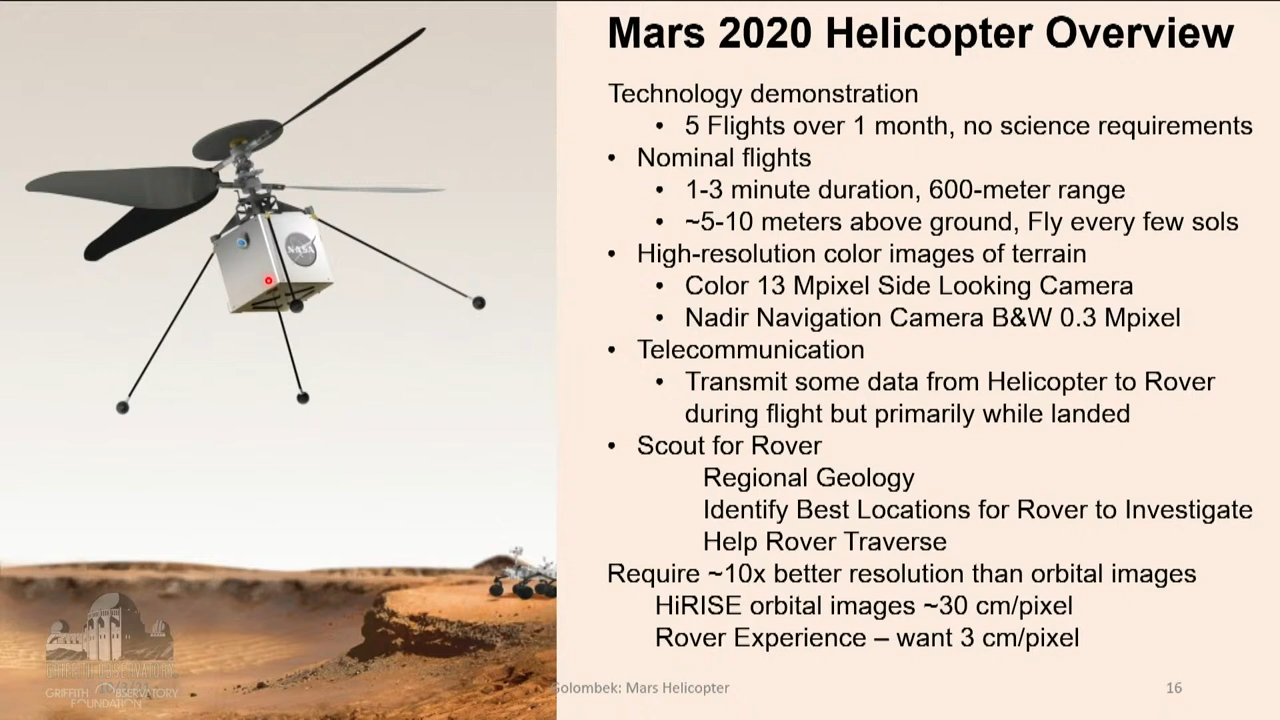 Mars 2020 Helicopter Overview
Technology demonstration
• 5 Flights over 1 month, no science requirements
• Nominal flights
• 1-3 minute duration, 600-meter range
• ~5-10 meters above ground, Fly every few sols
• High-resolution color images of terrain
• Color 13 Mpixel Side Looking Camera
• Nadir Navigation Camera B&W 0.3 Mpixel
• Telecommunication
• Transmit some data from Helicopter to Rover
during flight but primarily while landed
• Scout for Rover
Regional Geology
Identify Best Locations for Rover to Investigate
Help Rover Traverse
Require ~10x better resolution than orbital images
HiRISE orbital images ~30 cm/pixel
Rover Experience – want 3 cm/pixel
NASA
GRIFFITH OBSERVATORY
GRIFFITH OBSERVATORY
FOUNDATION
Golombek: Mars Helicopter
16